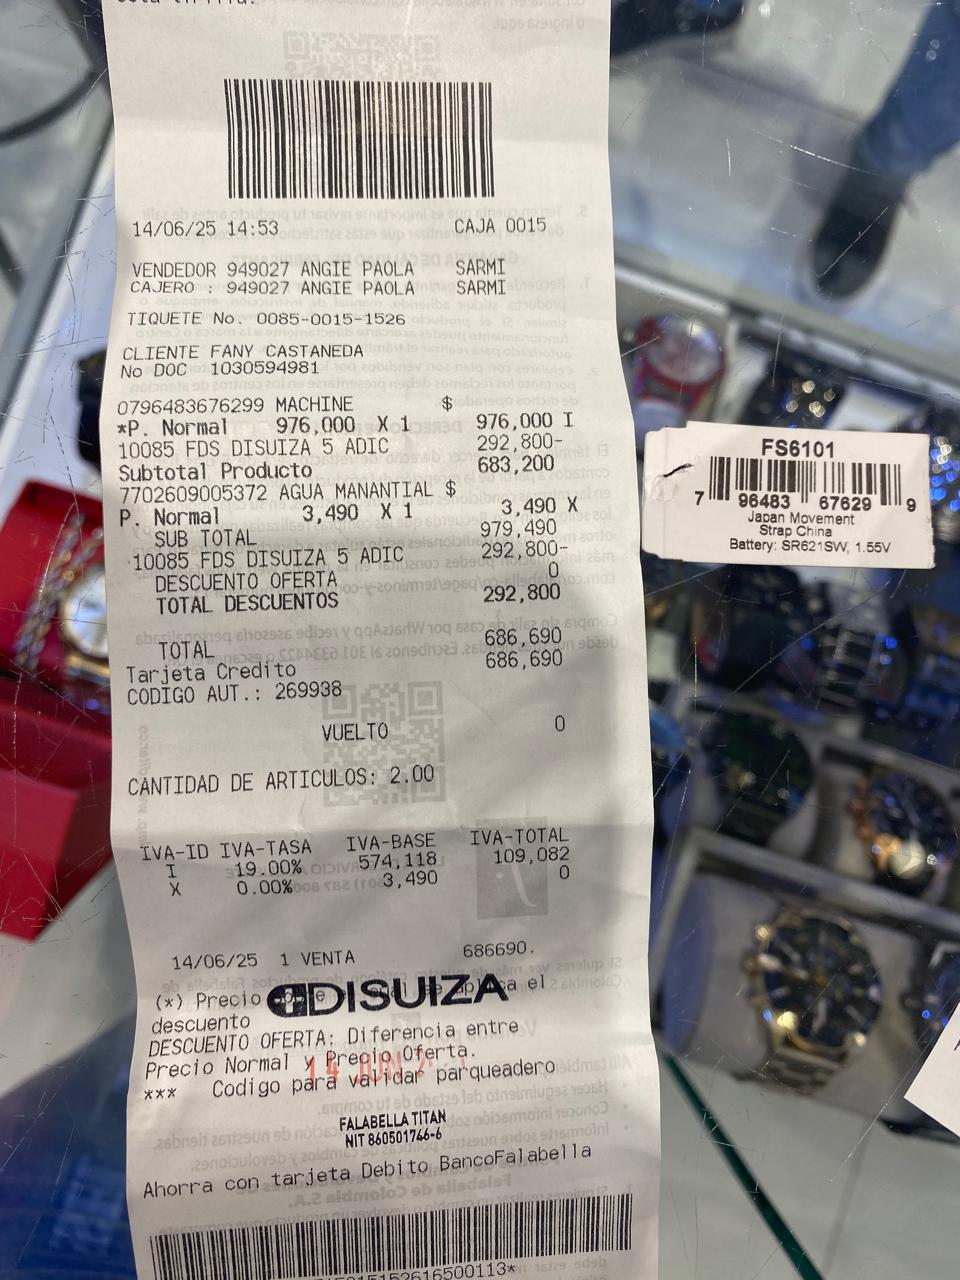 14/06/25 14:53 CAJA 0015
VENDEDOR 949027 ANGIE PAOLA SARMI
CAJERO : 949027 ANGIE PAOLA SARMI
TIQUETE No. 0085-0015-1526
CLIENTE FANY CASTANEDA
No DOC 1030594981
0796483676299 MACHINE $
*P. Normal 976,000 X 1 976,000 I
10085 FDS DISUIZA 5 ADIC 292,800-
Subtotal Producto 683,200
7702609005372 AGUA MANANTIAL $
P. Normal 3,490 X 1 3,490 X
SUB TOTAL 979,490
10085 FDS DISUIZA 5 ADIC 292,800-
DESCUENTO OFERTA 0
TOTAL DESCUENTOS 292,800
TOTAL 686,690
Tarjeta Credito 686,690
CODIGO AUT.: 269938
VUELTO 0
CANTIDAD DE ARTICULOS: 2.00
IVA-ID IVA-TASA IVA-BASE IVA-TOTAL
I 19.00% 574,118 109,082
X 0.00% 3,490 0
14/06/25 1 VENTA 686690.
(*) Precio el
DISUIZA
descuento
DESCUENTO OFERTA: Diferencia entre
Precio Normal y Precio Oferta.
14 JUN
*** Codigo para validar parqueadero
FALABELLA TITAN
NIT 860501746-6
Ahorra con tarjeta Debito BancoFalabella
FS6101
7 96483 67629 9
Japan Movement
Strap China
Battery: SR621SW, 1.55V